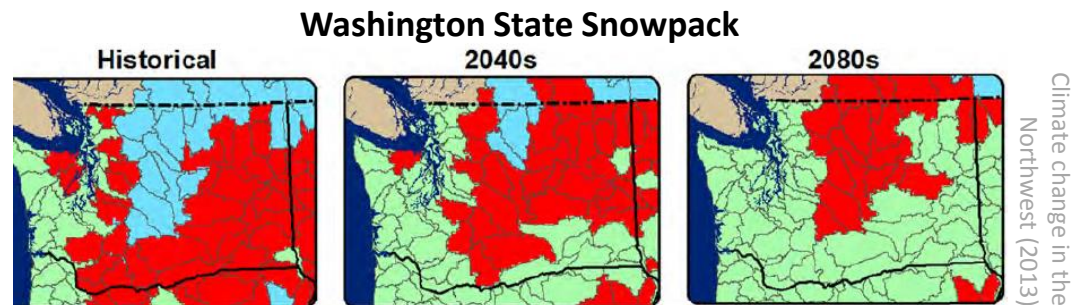 Washington State Snowpack
Historical
2040s
2080s
Climate change in the
Northwest (2013)